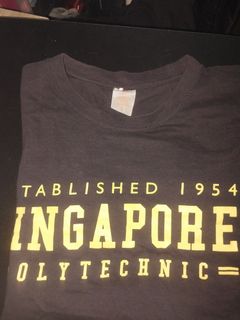 TABLISHED 1954
INGAPORE
OLYTECHNIC=